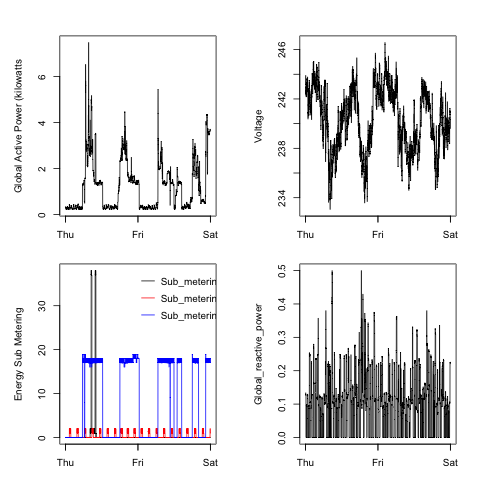 Global Active Power (kilowatts
0 2 4 6
Thu Fri Sat
Voltage
234 238 242 246
Thu Fri Sat
Energy Sub Metering
0 10 20 30
Sub_meterin
Sub_meterin
Sub_meterin
Thu Fri Sat
Global_reactive_power
0.0 0.1 0.2 0.3 0.4 0.5
Thu Fri Sat